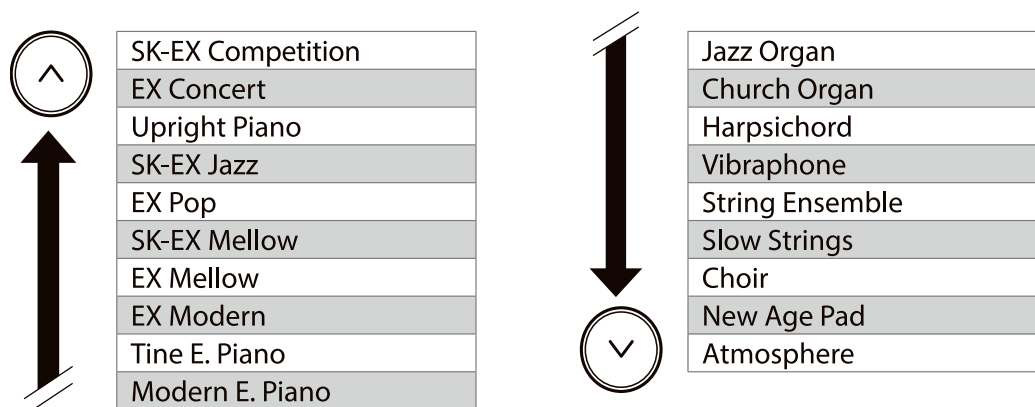 SK-EX Competition
EX Concert
Upright Piano
SK-EX Jazz
EX Pop
SK-EX Mellow
EX Mellow
EX Modern
Tine E. Piano
Modern E. Piano
Jazz Organ
Church Organ
Harpsichord
Vibraphone
String Ensemble
Slow Strings
Choir
New Age Pad
Atmosphere